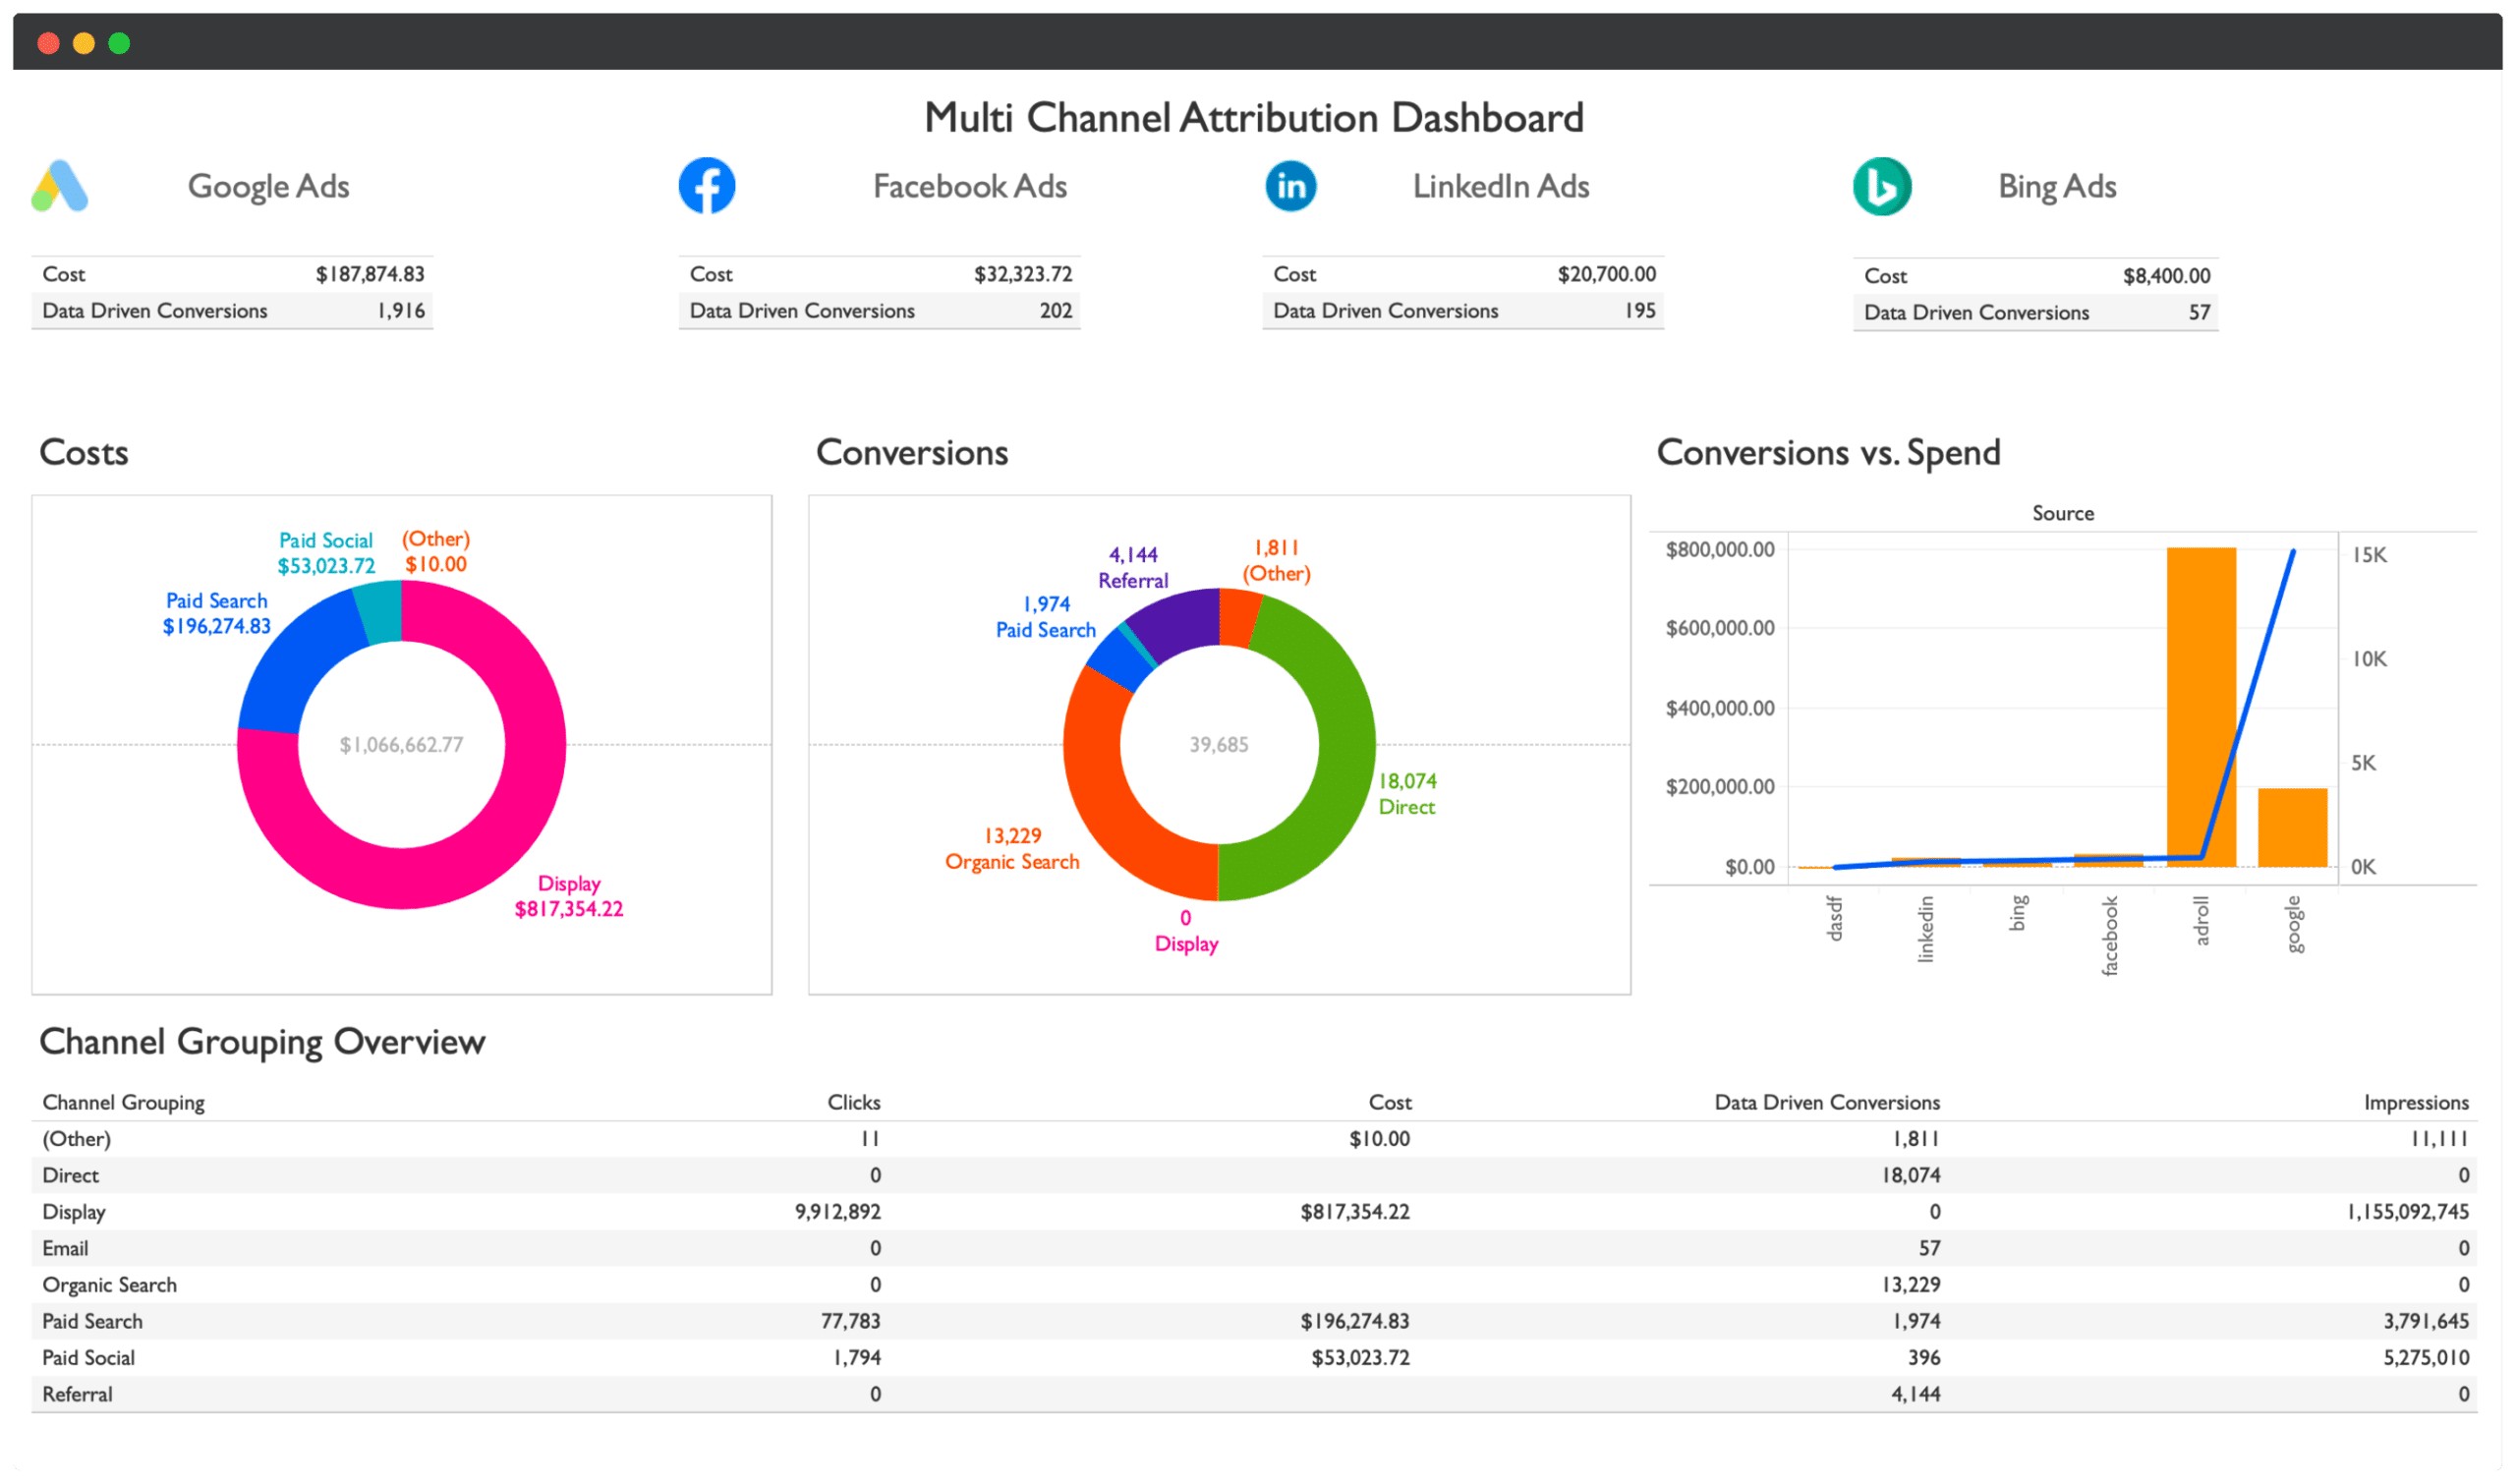 Multi Channel Attribution Dashboard
Google Ads
Facebook Ads
LinkedIn Ads
Bing Ads
Cost $187,874.83
Data Driven Conversions 1,916
Cost $32,323.72
Data Driven Conversions 202
Cost $20,700.00
Data Driven Conversions 195
Cost $8,400.00
Data Driven Conversions 57
Costs
Paid Social
$53,023.72
(Other)
$10.00
Paid Search
$196,274.83
$1,066,662.77
Display
$817,354.22
Conversions
4,144
Referral
1,811
(Other)
1,974
Paid Search
39,685
18,074
Direct
13,229
Organic Search
0
Display
Conversions vs. Spend
Source
$800,000.00
$600,000.00
$400,000.00
$200,000.00
$0.00
15K
10K
5K
0K
dasdf
linkedin
bing
facebook
adroll
google
Channel Grouping Overview
Channel Grouping Clicks Cost Data Driven Conversions Impressions
(Other) 11 $10.00 1,811 11,111
Direct 0 18,074 0
Display 9,912,892 $817,354.22 0 1,155,092,745
Email 0 57 0
Organic Search 0 13,229 0
Paid Search 77,783 $196,274.83 1,974 3,791,645
Paid Social 1,794 $53,023.72 396 5,275,010
Referral 0 4,144 0